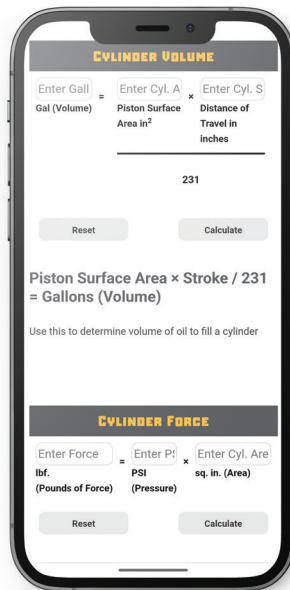 CYLINDER VOLUME
Enter Gall = Enter Cyl. A × Enter Cyl. S
Gal (Volume) Piston Surface Distance of
Area in² Travel in
inches
231
Reset Calculate
Piston Surface Area × Stroke / 231
= Gallons (Volume)
Use this to determine volume of oil to fill a cylinder
CYLINDER FORCE
Enter Force = Enter PS × Enter Cyl. Are
lbf. PSI sq. in. (Area)
(Pounds of Force) (Pressure)
Reset Calculate